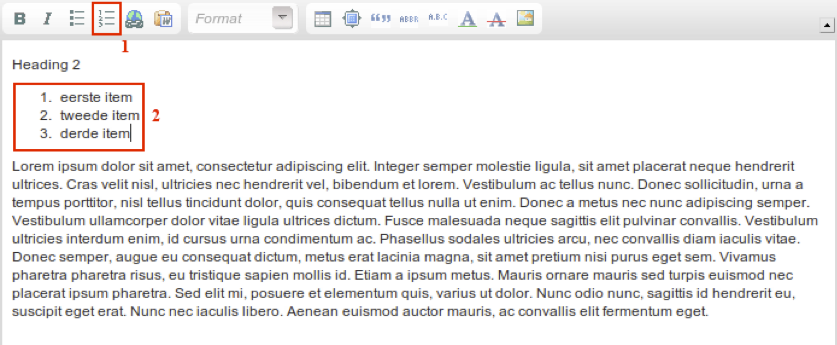 B I Format ABBR A.B.C A A
1
Heading 2
1. eerste item
2. tweede item 2
3. derde item
Lorem ipsum dolor sit amet, consectetur adipiscing elit. Integer semper molestie ligula, sit amet placerat neque hendrerit
ultrices. Cras velit nisl, ultricies nec hendrerit vel, bibendum et lorem. Vestibulum ac tellus nunc. Donec sollicitudin, urna a
tempus porttitor, nisl tellus tincidunt dolor, quis consequat tellus nulla ut enim. Donec a metus nec nunc adipiscing semper.
Vestibulum ullamcorper dolor vitae ligula ultrices dictum. Fusce malesuada neque sagittis elit pulvinar convallis. Vestibulum
ultricies interdum enim, id cursus urna condimentum ac. Phasellus sodales ultricies arcu, nec convallis diam iaculis vitae.
Donec semper, augue eu consequat dictum, metus erat lacinia magna, sit amet pretium nisi purus eget sem. Vivamus
pharetra pharetra risus, eu tristique sapien mollis id. Etiam a ipsum metus. Mauris ornare mauris sed turpis euismod nec
placerat ipsum pharetra. Sed elit mi, posuere et elementum quis, varius ut dolor. Nunc odio nunc, sagittis id hendrerit eu,
suscipit eget erat. Nunc nec iaculis libero. Aenean euismod auctor mauris, ac convallis elit fermentum eget.